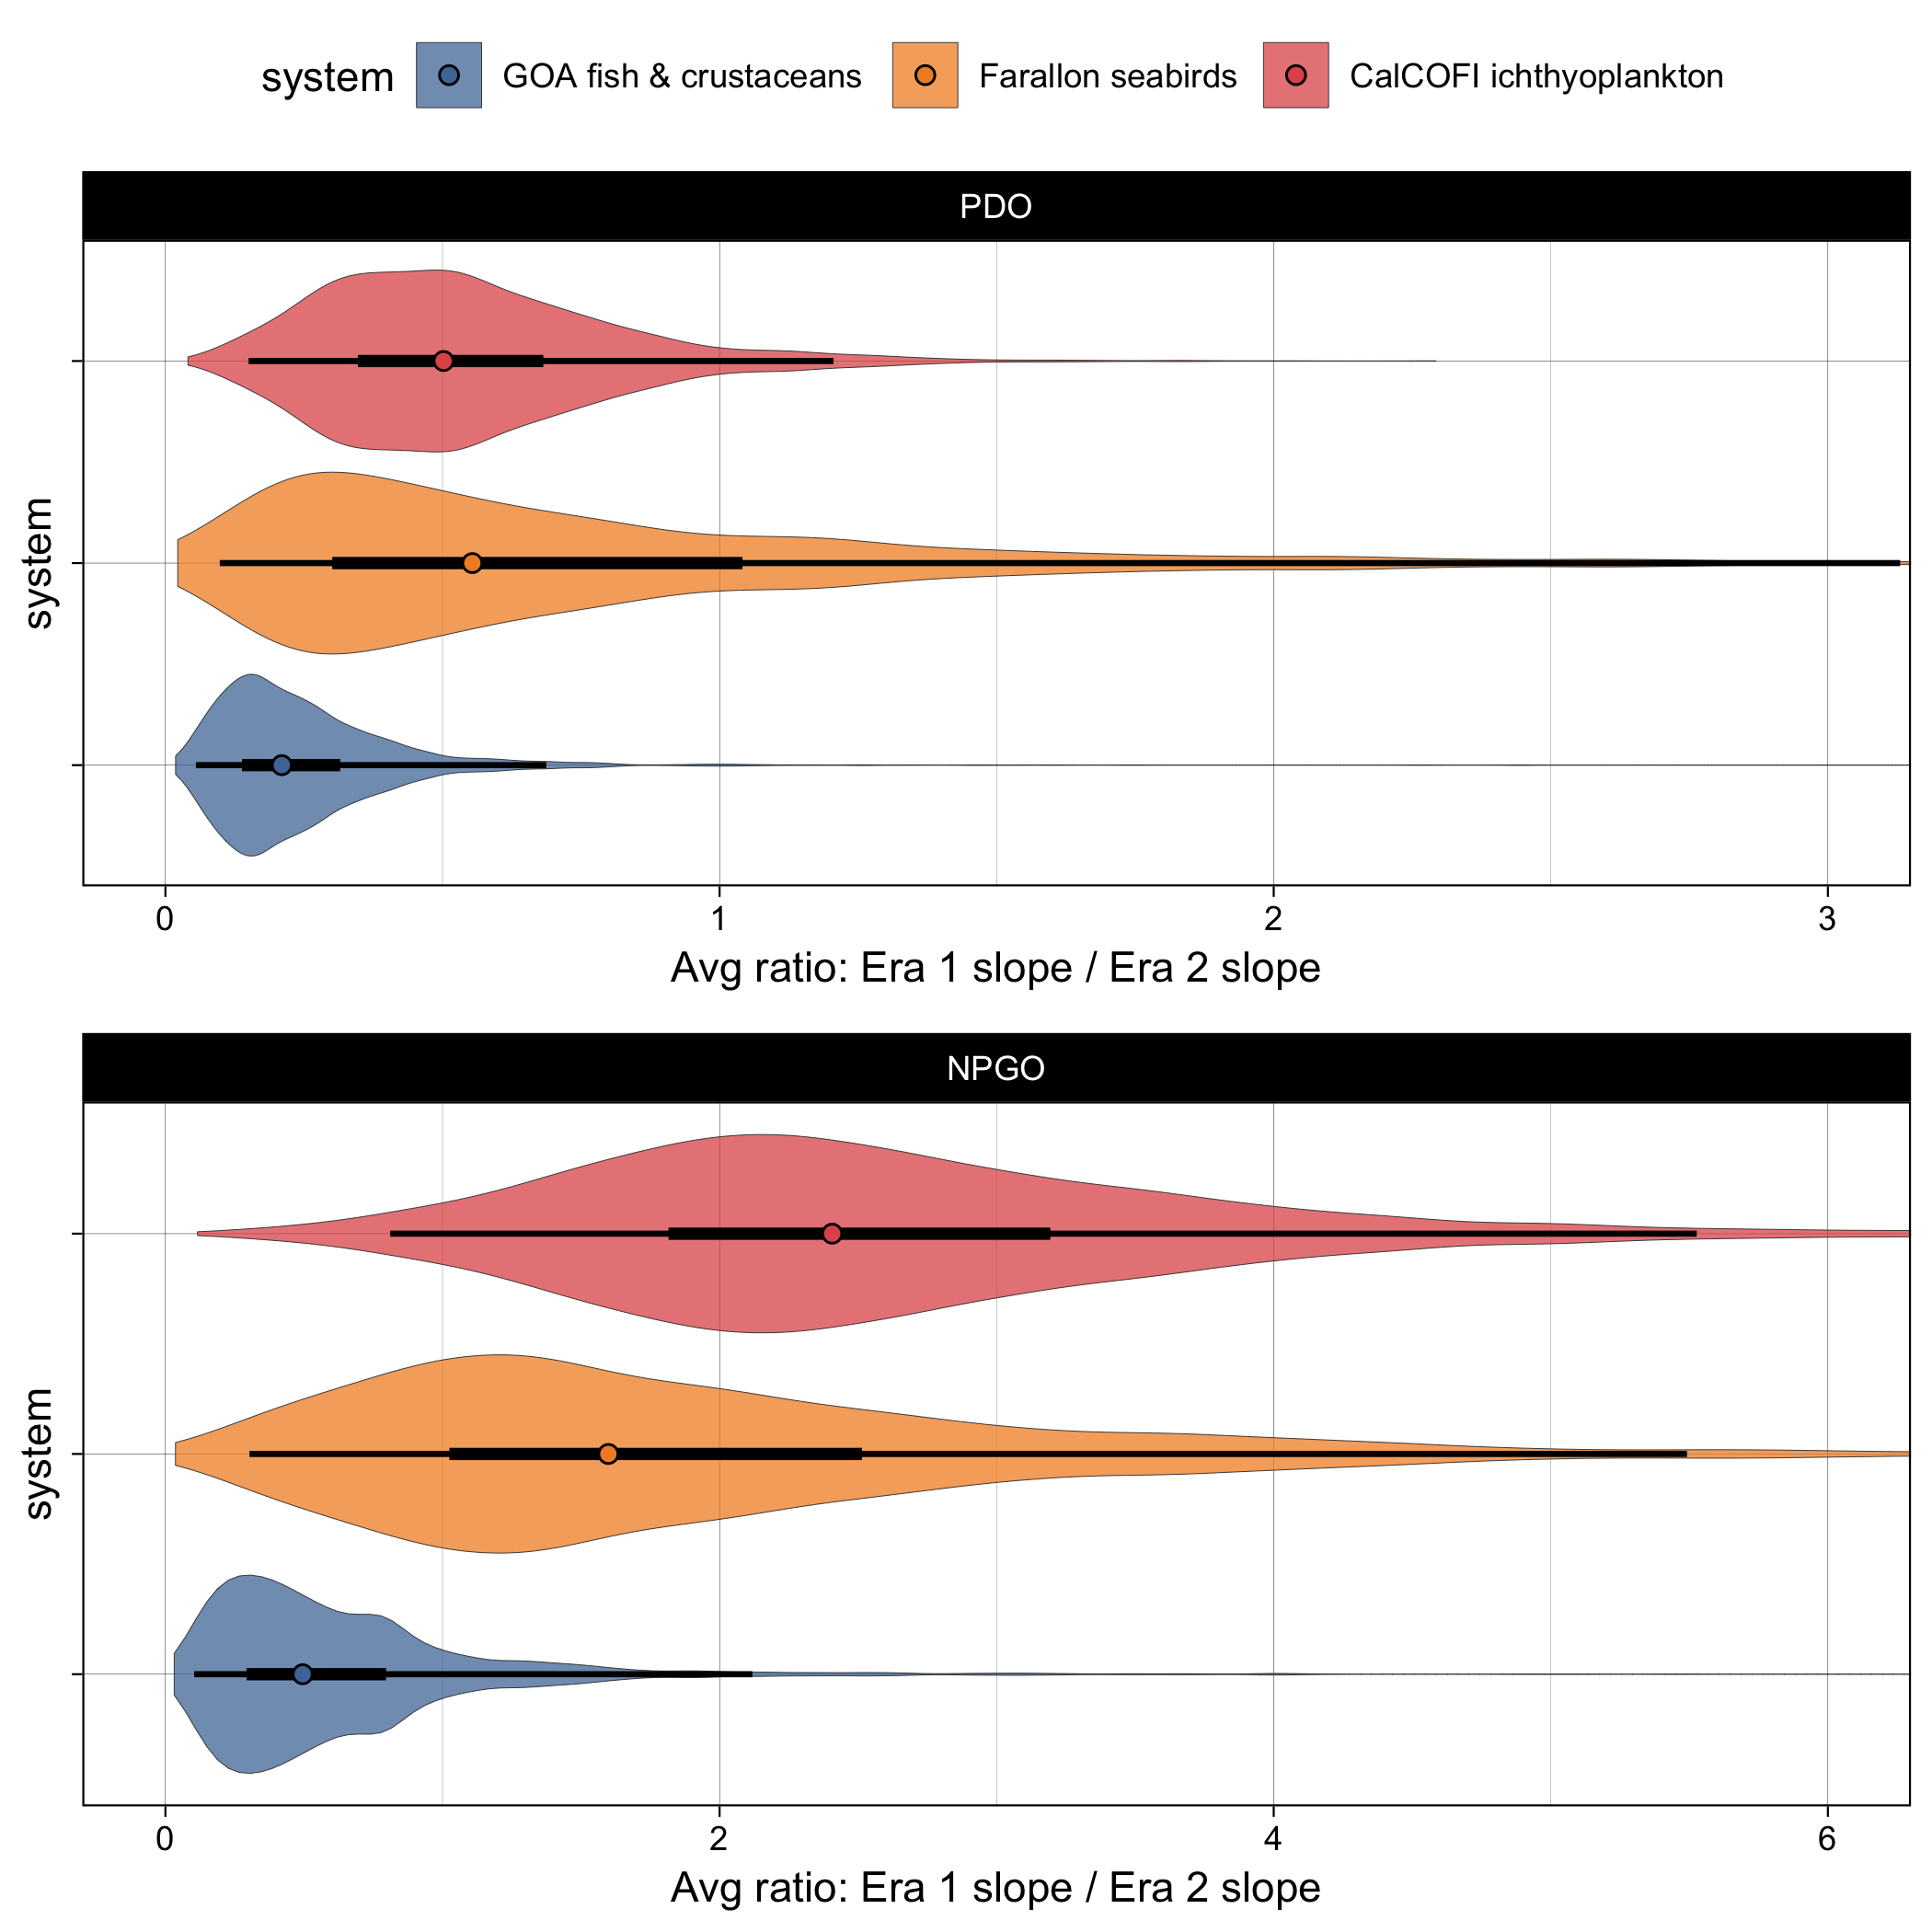 system GOA fish & crustaceans Farallon seabirds CalCOFI ichthyoplankton
PDO
system
0 1 2 3
Avg ratio: Era 1 slope / Era 2 slope
NPGO
system
0 2 4 6
Avg ratio: Era 1 slope / Era 2 slope